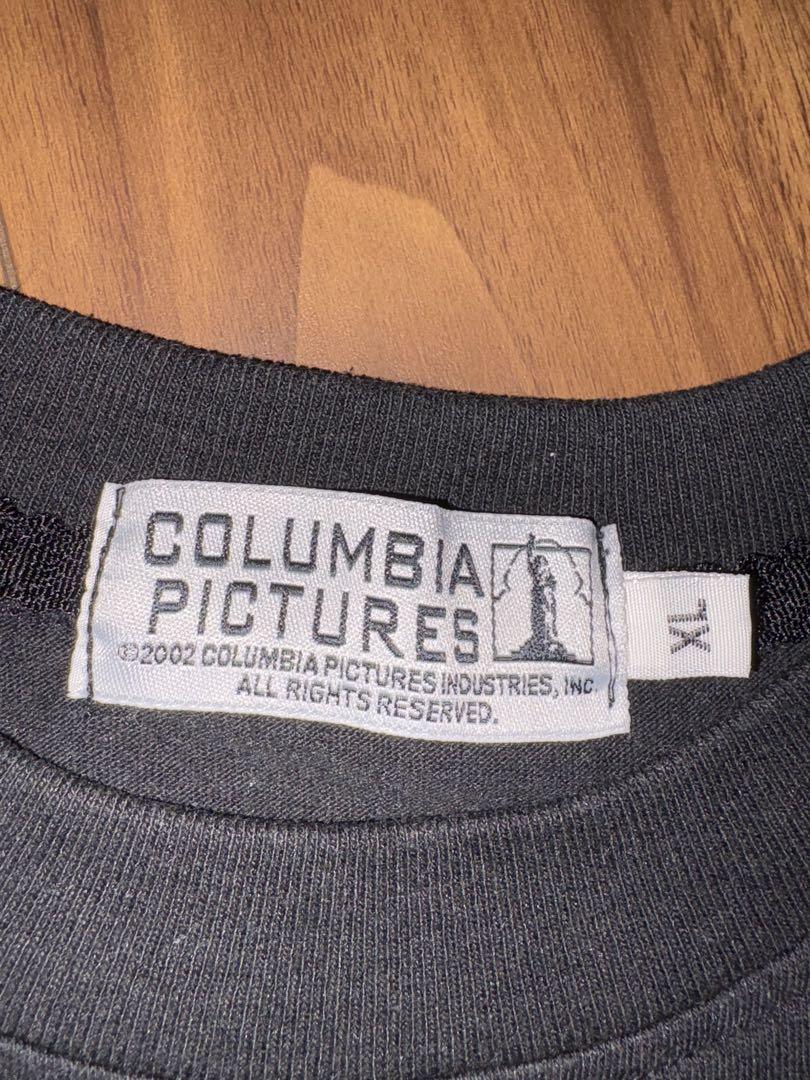 COLUMBIA
PICTURES
©2002 COLUMBIA PICTURES INDUSTRIES, INC
ALL RIGHTS RESERVED.
XL